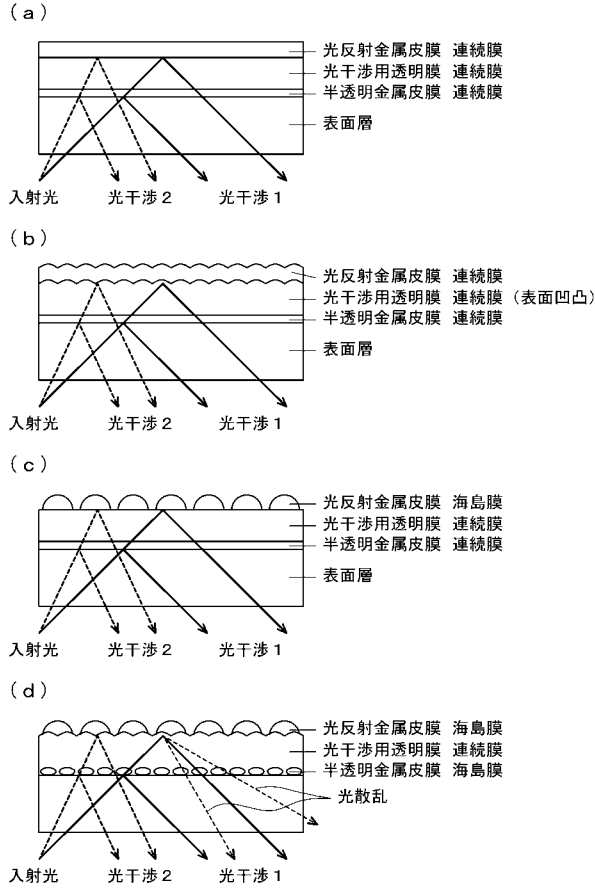 (a)
光反射金属皮膜 連続膜
光干渉用透明膜 連続膜
半透明金属皮膜 連続膜
表面層
入射光 光干渉2 光干渉1
(b)
光反射金属皮膜 連続膜
光干渉用透明膜 連続膜(表面凹凸)
半透明金属皮膜 連続膜
表面層
入射光 光干渉2 光干渉1
(c)
光反射金属皮膜 海島膜
光干渉用透明膜 連続膜
半透明金属皮膜 連続膜
表面層
入射光 光干渉2 光干渉1
(d)
光反射金属皮膜 海島膜
光干渉用透明膜 連続膜
半透明金属皮膜 海島膜
光散乱
入射光 光干渉2 光干渉1